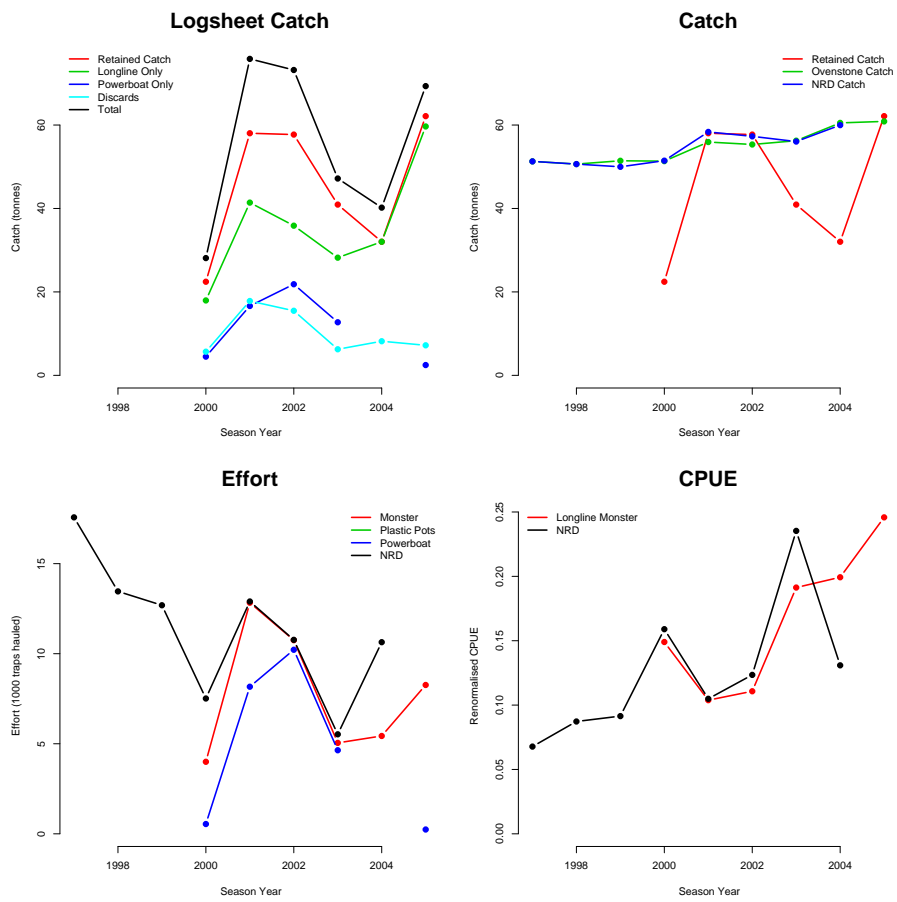 Logsheet Catch
Retained Catch
Longline Only
Powerboat Only
Discards
Total
Catch (tonnes)
0
20
40
60
1998
2000
2002
2004
Season Year
Catch
Retained Catch
Ovenstone Catch
NRD Catch
Catch (tonnes)
0
20
40
60
1998
2000
2002
2004
Season Year
Effort
Monster
Plastic Pots
Powerboat
NRD
Effort (1000 traps hauled)
0
5
10
15
1998
2000
2002
2004
Season Year
CPUE
Longline Monster
NRD
Renormalised CPUE
0.00
0.05
0.10
0.15
0.20
0.25
1998
2000
2002
2004
Season Year